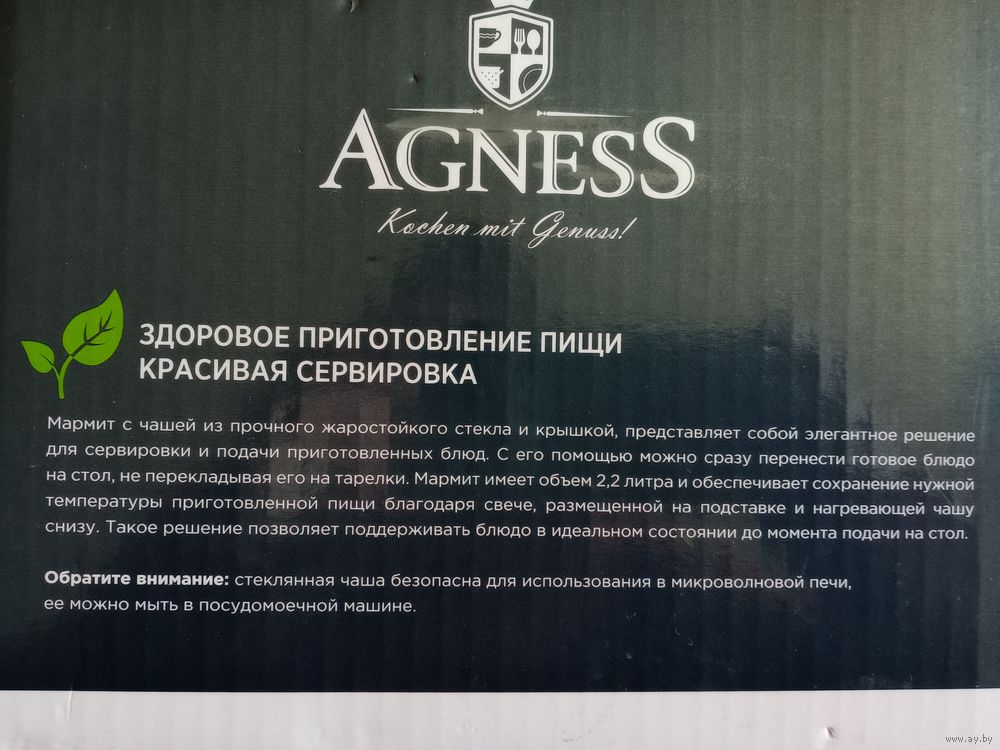 AGNESS
Kochen mit Genuss!
ЗДОРОВОЕ ПРИГОТОВЛЕНИЕ ПИЩИ
КРАСИВАЯ СЕРВИРОВКА
Мармит с чашей из прочного жаростойкого стекла и крышкой, представляет собой элегантное решение
для сервировки и подачи приготовленных блюд. С его помощью можно сразу перенести готовое блюдо
на стол, не перекладывая его на тарелки. Мармит имеет объем 2,2 литра и обеспечивает сохранение нужной
температуры приготовленной пищи благодаря свече, размещенной на подставке и нагревающей чашу
снизу. Такое решение позволяет поддерживать блюдо в идеальном состоянии до момента подачи на стол.
Обратите внимание: стеклянная чаша безопасна для использования в микроволновой печи,
ее можно мыть в посудомоечной машине.
www.ay.by